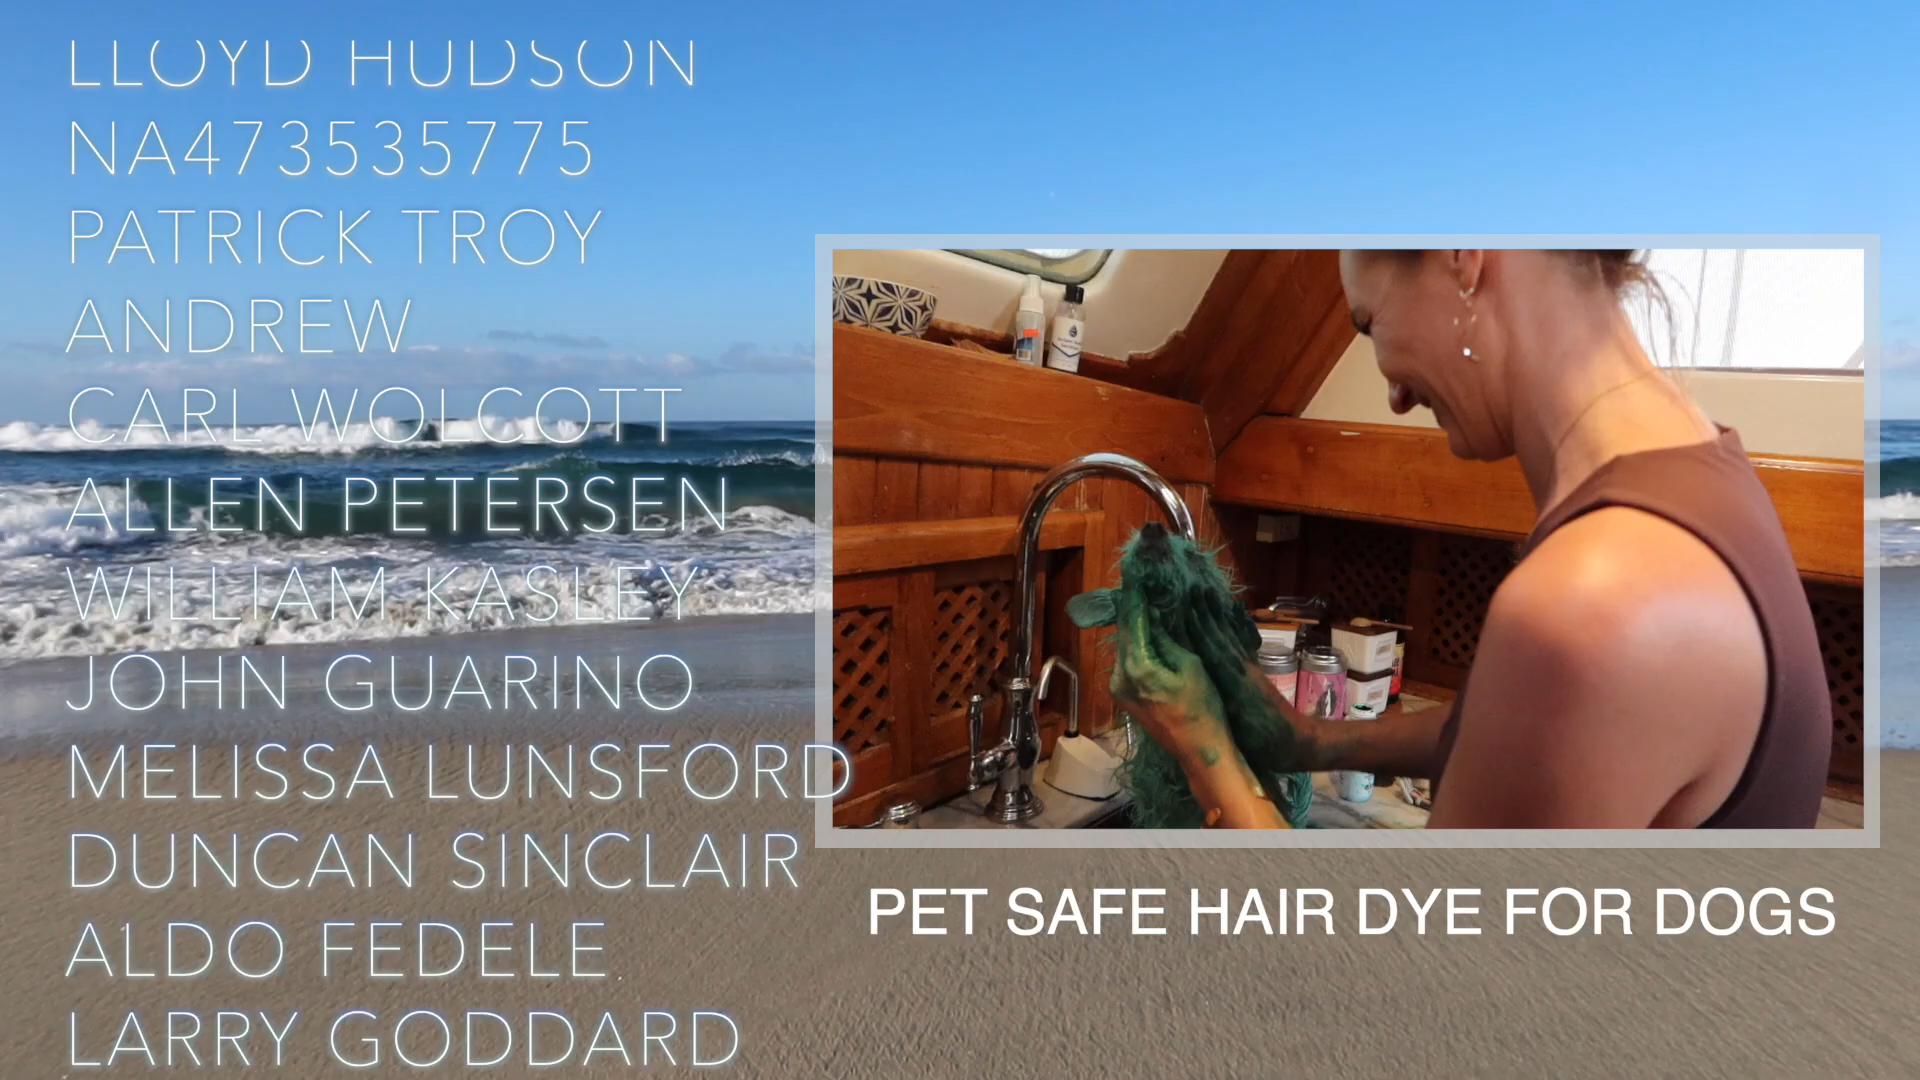 LLOYD HUDSON
NA473535775
PATRICK TROY
ANDREW
CARL WOLCOTT
ALLEN PETERSEN
WILLIAM KASLEY
JOHN GUARINO
MELISSA LUNSFORD
DUNCAN SINCLAIR
ALDO FEDELE
LARRY GODDARD
PET SAFE HAIR DYE FOR DOGS